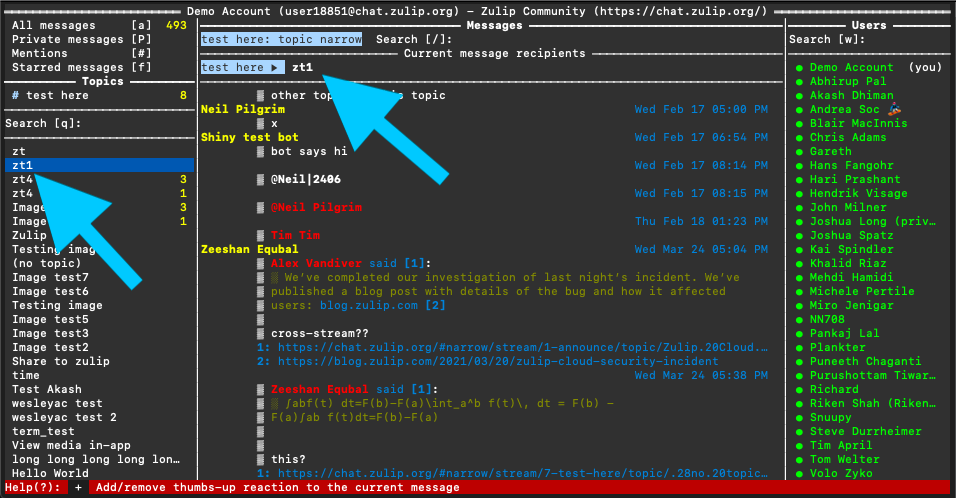 Demo Account (user18851@chat.zulip.org) – Zulip Community (https://chat.zulip.org/)
All messages [a] 493
Private messages [P]
Mentions [#]
Starred messages [f]
Topics
# test here 8
Search [q]:
zt
zt1
zt4 3
zt4 1
Image 3
Image 1
Zulip
Testing imag
(no topic)
Image test7
Image test6
Testing image
Image test5
Image test3
Image test2
Share to zulip
time
Test Akash
wesleyac test
wesleyac test 2
term_test
View media in-app
long long long long lon…
Hello World
Messages
test here: topic narrow Search [/]:
Current message recipients
test here ▶ zt1
other top s topic
Neil Pilgrim Wed Feb 17 05:00 PM
x
Shiny test bot Wed Feb 17 06:54 PM
bot says hi
Wed Feb 17 08:14 PM
@Neil|2406
Wed Feb 17 08:15 PM
@Neil Pilgrim
Thu Feb 18 01:23 PM
Tim Tim
Zeeshan Equbal Wed Mar 24 05:04 PM
Alex Vandiver said [1]:
We’ve completed our investigation of last night’s incident. We’ve
published a blog post with details of the bug and how it affected
users: blog.zulip.com [2]
cross-stream??
1: https://chat.zulip.org/#narrow/stream/1-announce/topic/Zulip.20Cloud.…
2: https://blog.zulip.com/2021/03/20/zulip-cloud-security-incident
Wed Mar 24 05:38 PM
Zeeshan Equbal said [1]:
∫abf(t) dt=F(b)−F(a)\int_a^b f(t)\, dt = F(b) −
F(a)∫ab f(t)dt=F(b)−F(a)
this?
1: https://chat.zulip.org/#narrow/stream/7-test-here/topic/.28no.20topic…
Users
Search [w]:
Demo Account (you)
Abhirup Pal
Akash Dhiman
Andrea Soc
Blair MacInnis
Chris Adams
Gareth
Hans Fangohr
Hari Prashant
Hendrik Visage
John Milner
Joshua Long (priv…
Joshua Spatz
Kai Spindler
Khalid Riaz
Mehdi Hamidi
Michele Pertile
Miro Jenigar
NN708
Pankaj Lal
Plankter
Puneeth Chaganti
Purushottam Tiwar…
Richard
Riken Shah (Riken…
Snuupy
Steve Durrheimer
Tim April
Tom Welter
Volo Zyko
Help(?): + Add/remove thumbs-up reaction to the current message